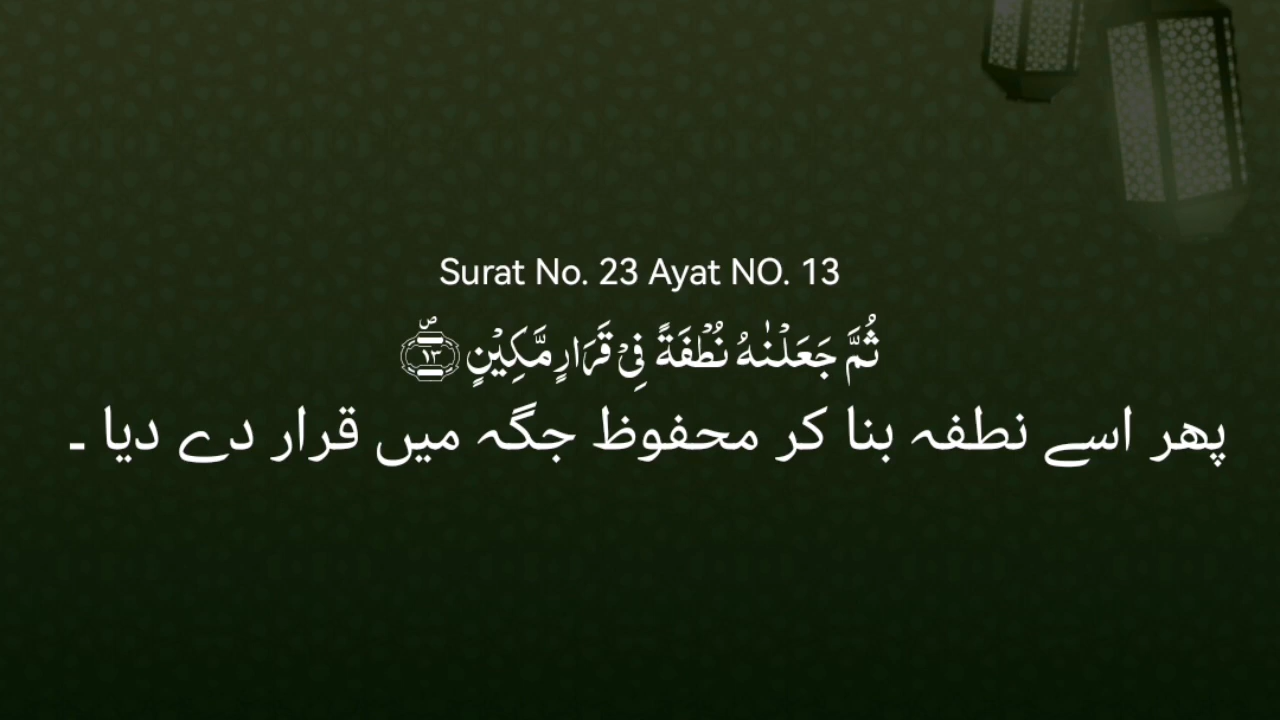 Surat No. 23 Ayat NO. 13
ثُمَّ جَعَلۡنٰهُ نُطۡفَةً فِىۡ قَرَارٍ مَّكِيۡنٍ ۖ‏ ﴿۱۳﴾
پھر اسے نطفہ بنا کر محفوظ جگہ میں قرار دے دیا ۔